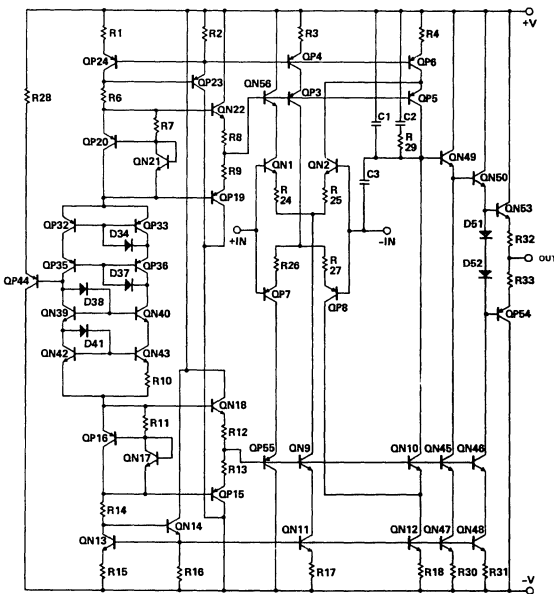 +V
R1
R2
R3
R4
QP24
QP4
QP6
QP23
R28
R6
QN22
QN56
QP3
QP5
R7
R8
C1
C2
R
29
QP20
QN21
QN1
QN2
QN49
R9
C3
QN50
QP19
R
24
R
25
QN53
QP32
QP33
D34
+IN
-IN
D51
R32
OUT
QP35
QP36
D37
R26
R
27
D52
R33
QP44
D38
QP7
QP8
QP54
QN39
QN40
D41
QN42
QN43
R10
QN18
R11
R12
QP16
QN17
R13
QP55
QN9
QN10
QN45
QN46
QP15
R14
QN14
QN13
QN11
QN12
QN47
QN48
R15
R16
R17
R18
R30
R31
-V